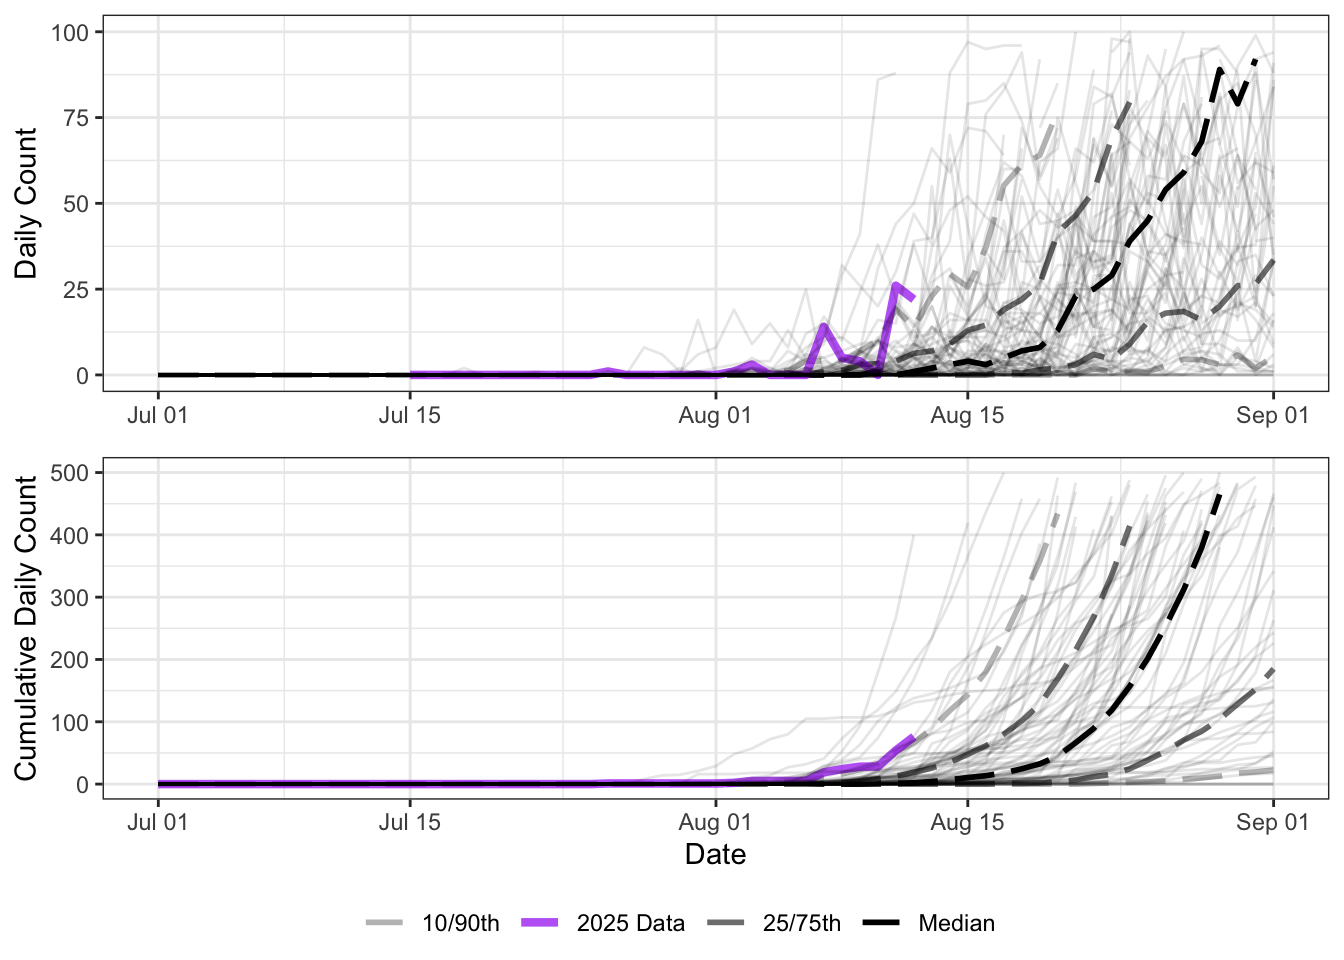 Daily Count
100
75
50
25
0
Jul 01 Jul 15 Aug 01 Aug 15 Sep 01
Cumulative Daily Count
500
400
300
200
100
0
Jul 01 Jul 15 Aug 01 Aug 15 Sep 01
Date
10/90th 2025 Data 25/75th Median